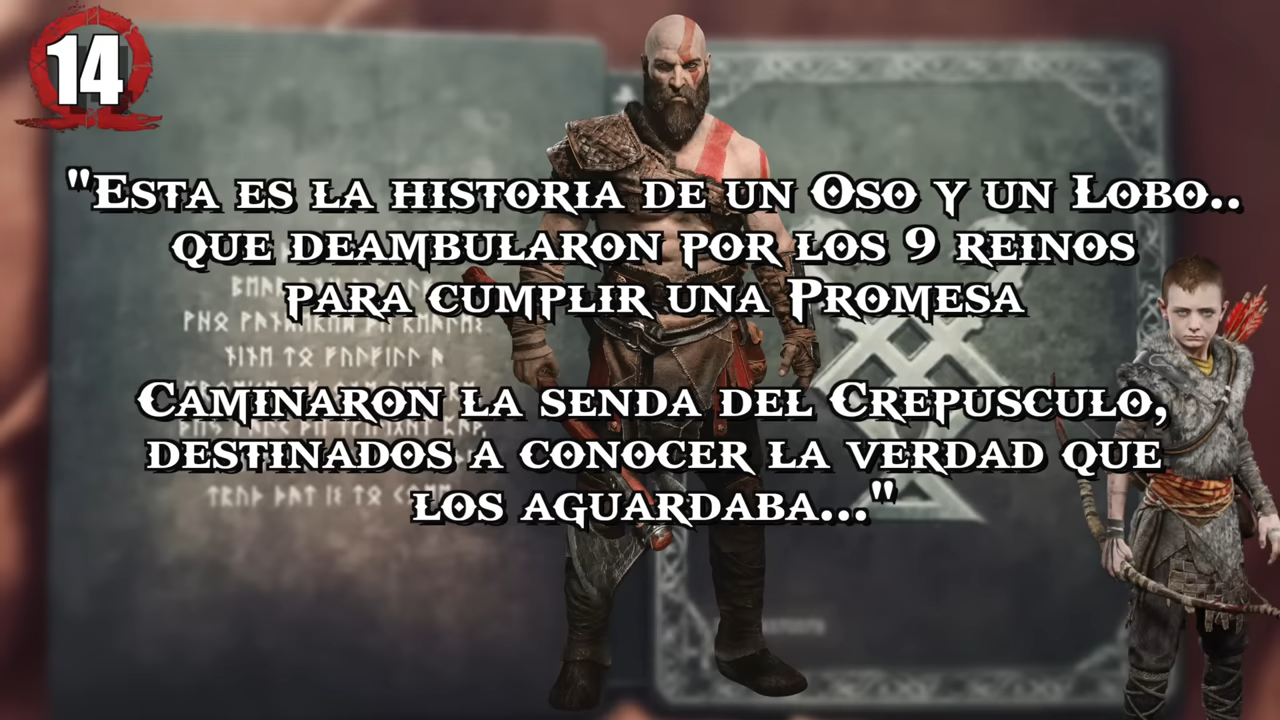 14
"Esta es la historia de un Oso y un Lobo..
que deambularon por los 9 reinos
para cumplir una Promesa
Caminaron la senda del Crepusculo,
destinados a conocer la verdad que
los aguardaba..."